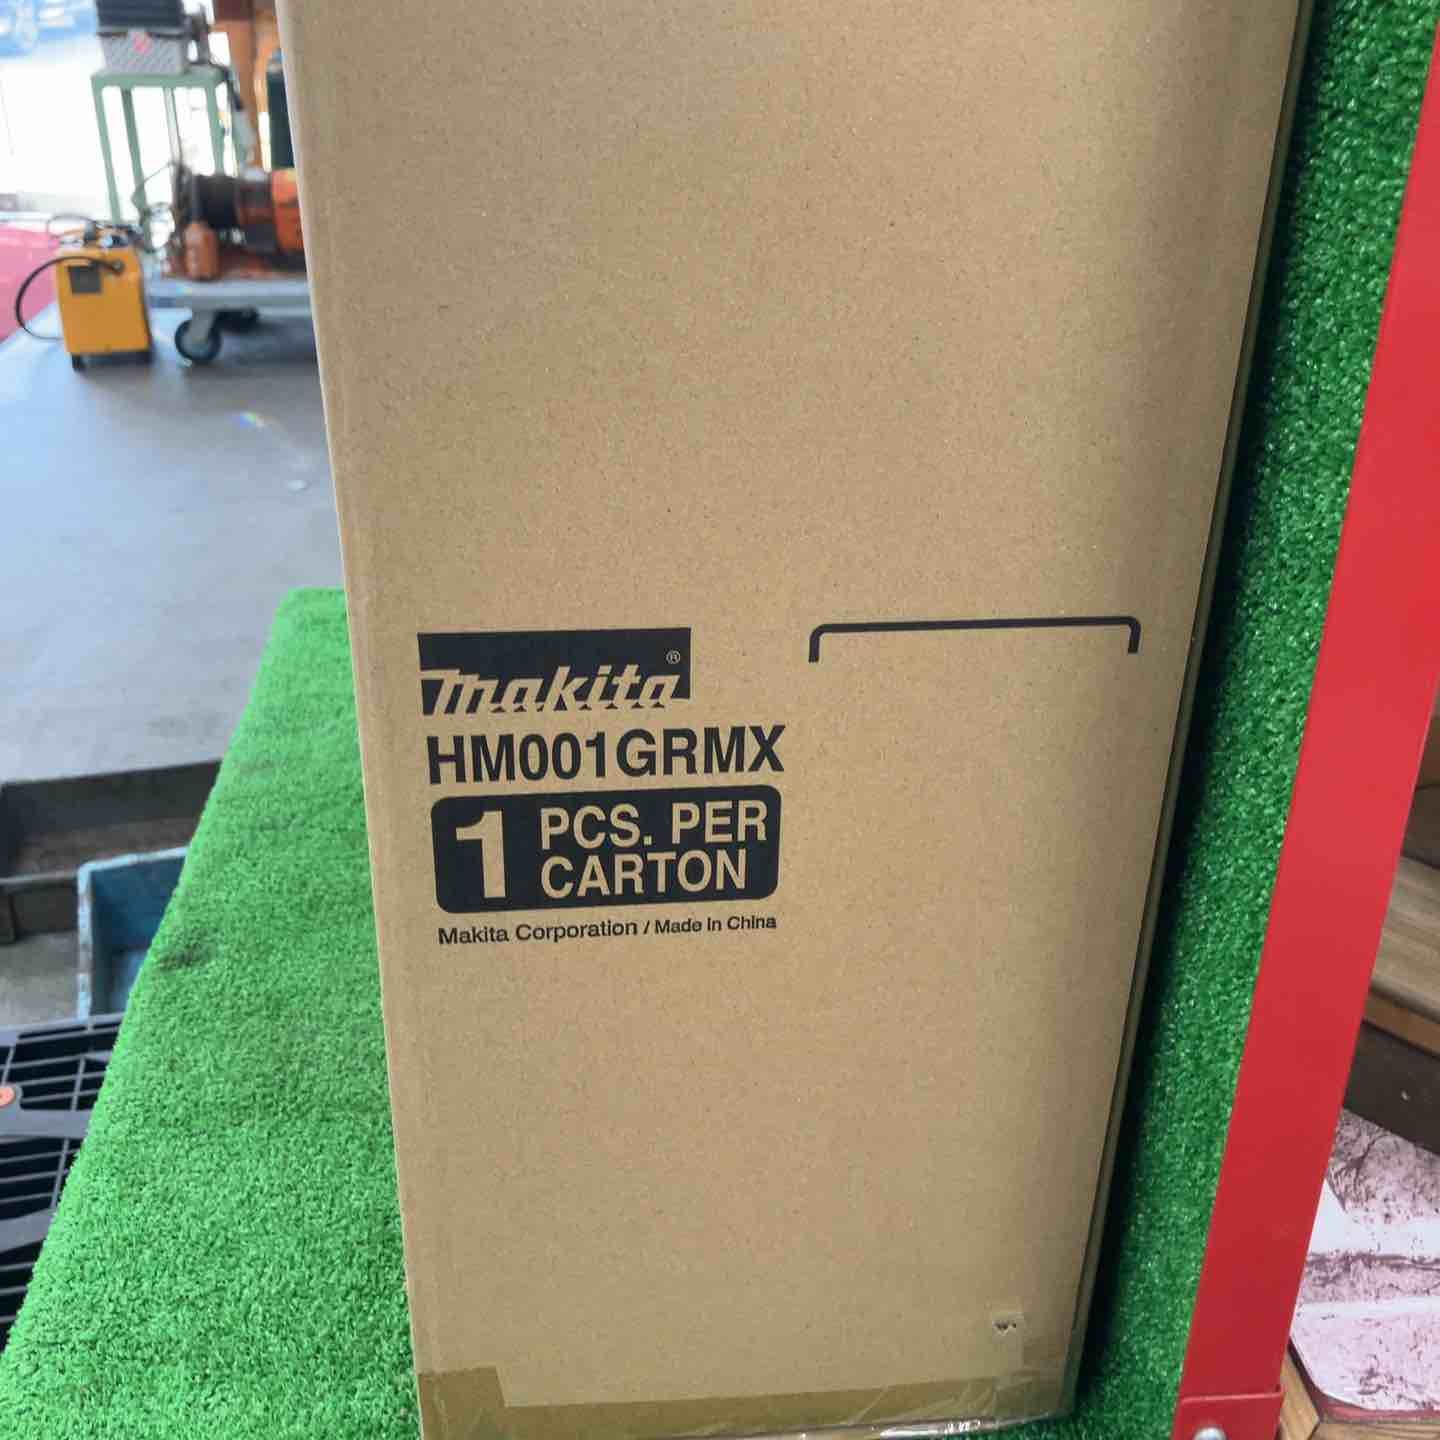 makita®
HM001GRMX
1 PCS. PER
CARTON
Makita Corporation / Made in China